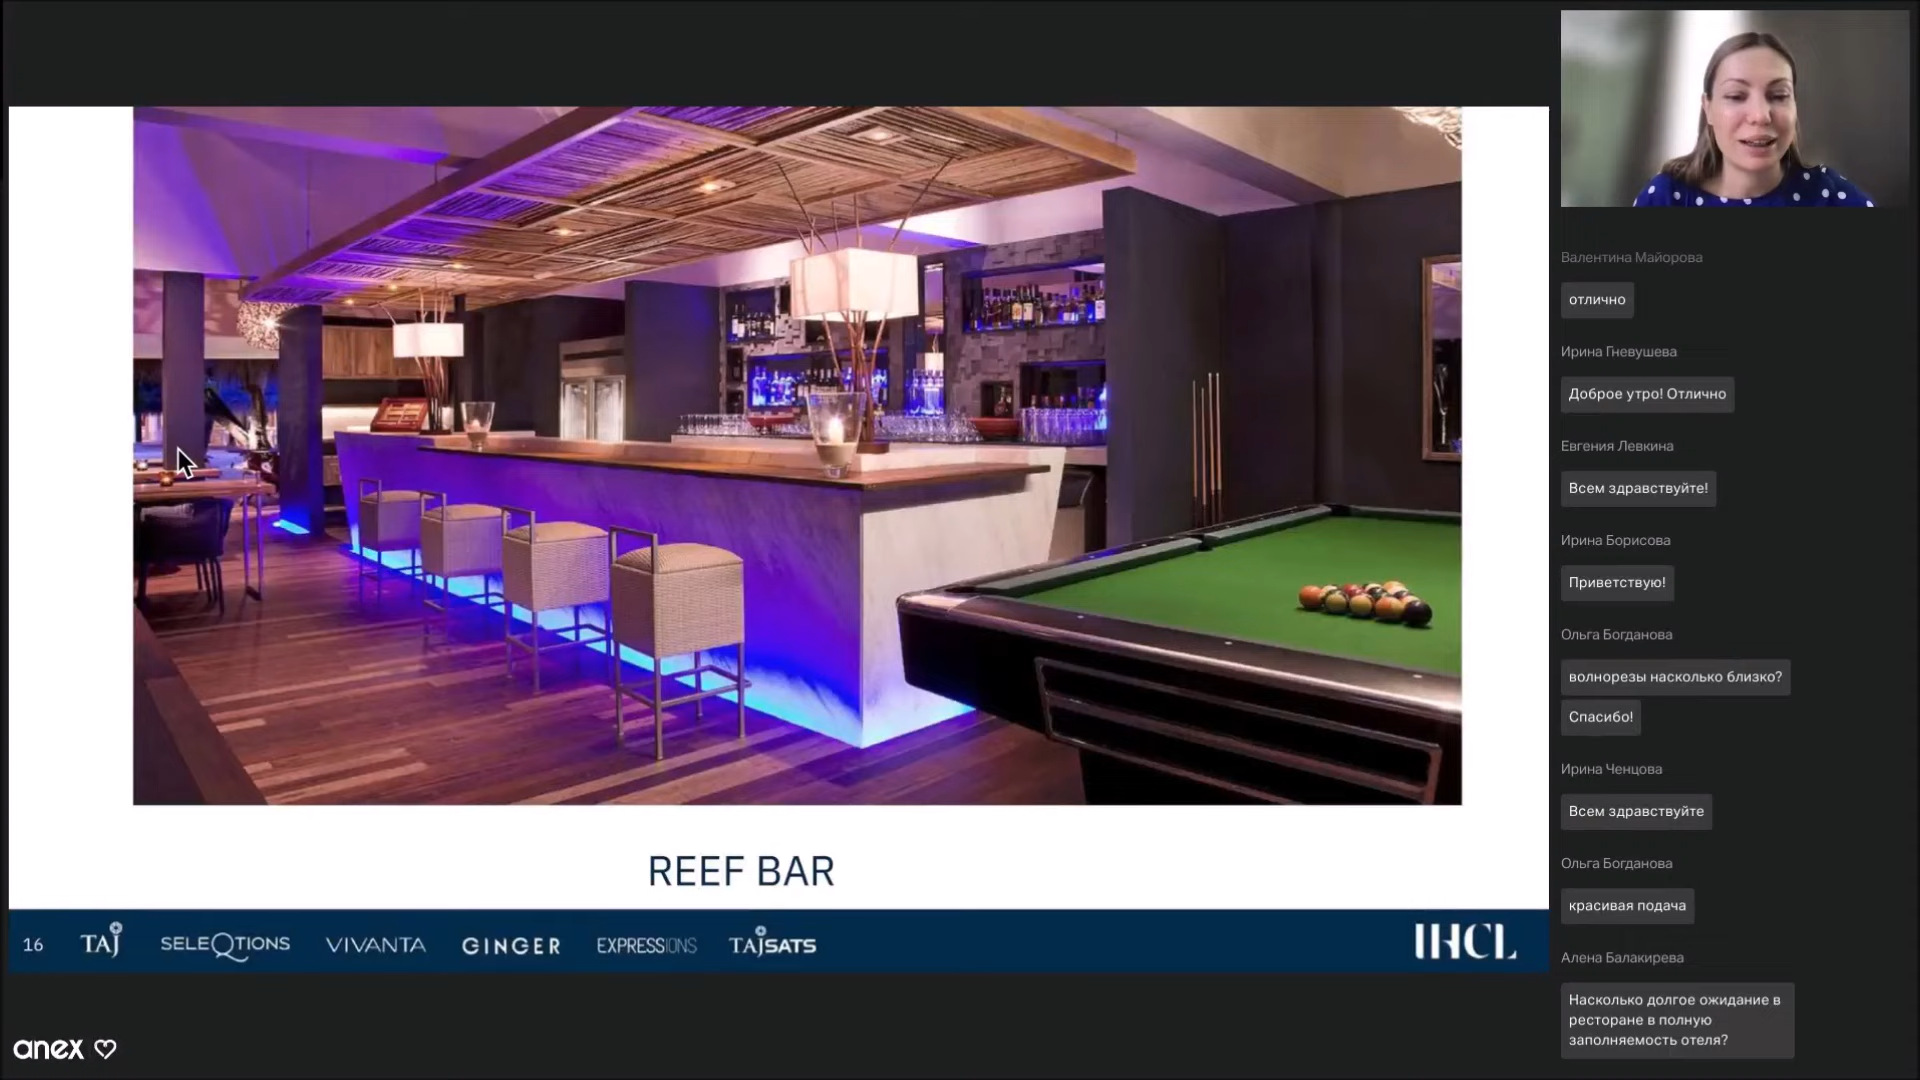 REEF BAR
16
TAJ
SELEQTIONS
VIVANTA
GINGER
EXPRESSIONS
TAJSATS
IHCL
anex
Валентина Майорова
отлично
Ирина Гневушева
Доброе утро! Отлично
Евгения Левкина
Всем здравствуйте!
Ирина Борисова
Приветствую!
Ольга Богданова
волнорезы насколько близко?
Спасибо!
Ирина Ченцова
Всем здравствуйте
Ольга Богданова
красивая подача
Алена Балакирева
Насколько долгое ожидание в
ресторане в полную
заполняемость отеля?